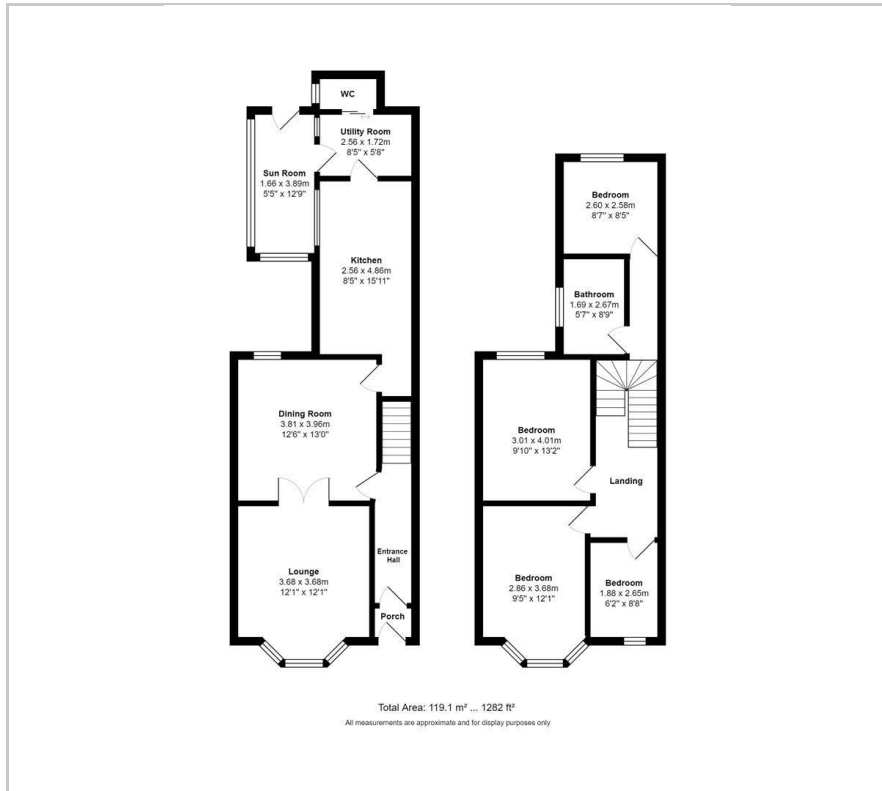 WC
Utility Room
2.56 x 1.72m
8'5" x 5'8"
Sun Room
1.66 x 3.89m
5'5" x 12'9"
Kitchen
2.56 x 4.86m
8'5" x 15'11"
Dining Room
3.81 x 3.96m
12'6" x 13'0"
Entrance
Hall
Lounge
3.68 x 3.68m
12'1" x 12'1"
Porch
Bedroom
2.60 x 2.58m
8'7" x 8'5"
Bathroom
1.69 x 2.67m
5'7" x 8'9"
Bedroom
3.01 x 4.01m
9'10" x 13'2"
Landing
Bedroom
2.86 x 3.68m
9'5" x 12'1"
Bedroom
1.88 x 2.65m
6'2" x 8'8"
Total Area: 119.1 m² ... 1282 ft²
All measurements are approximate and for display purposes only